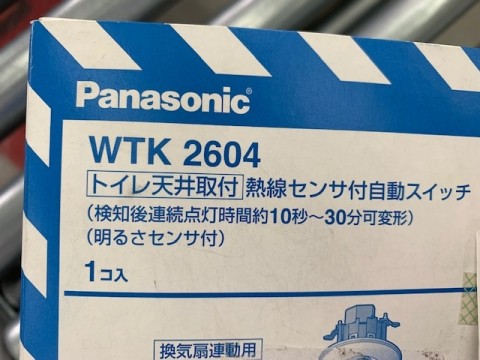 Panasonic®
WTK 2604
トイレ天井取付 熱線センサ付自動スイッチ
(検知後連続点灯時間約10秒〜30分可変形)
(明るさセンサ付)
1コ入
換気扇連動用